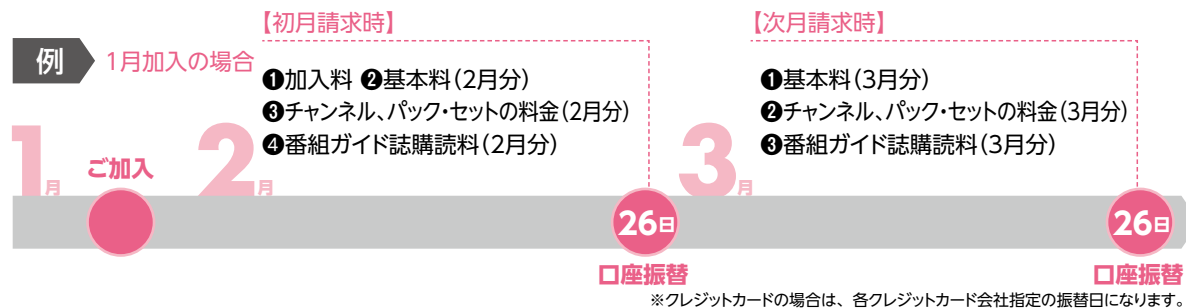 例
1月加入の場合
【初月請求時】
❶加入料 ❷基本料(2月分)
❸チャンネル、パック・セットの料金(2月分)
❹番組ガイド誌購読料(2月分)
【次月請求時】
❶基本料(3月分)
❷チャンネル、パック・セットの料金(3月分)
❸番組ガイド誌購読料(3月分)
1月
ご加入
2月
3月
26日
口座振替
26日
口座振替
※クレジットカードの場合は、各クレジットカード会社指定の振替日になります。